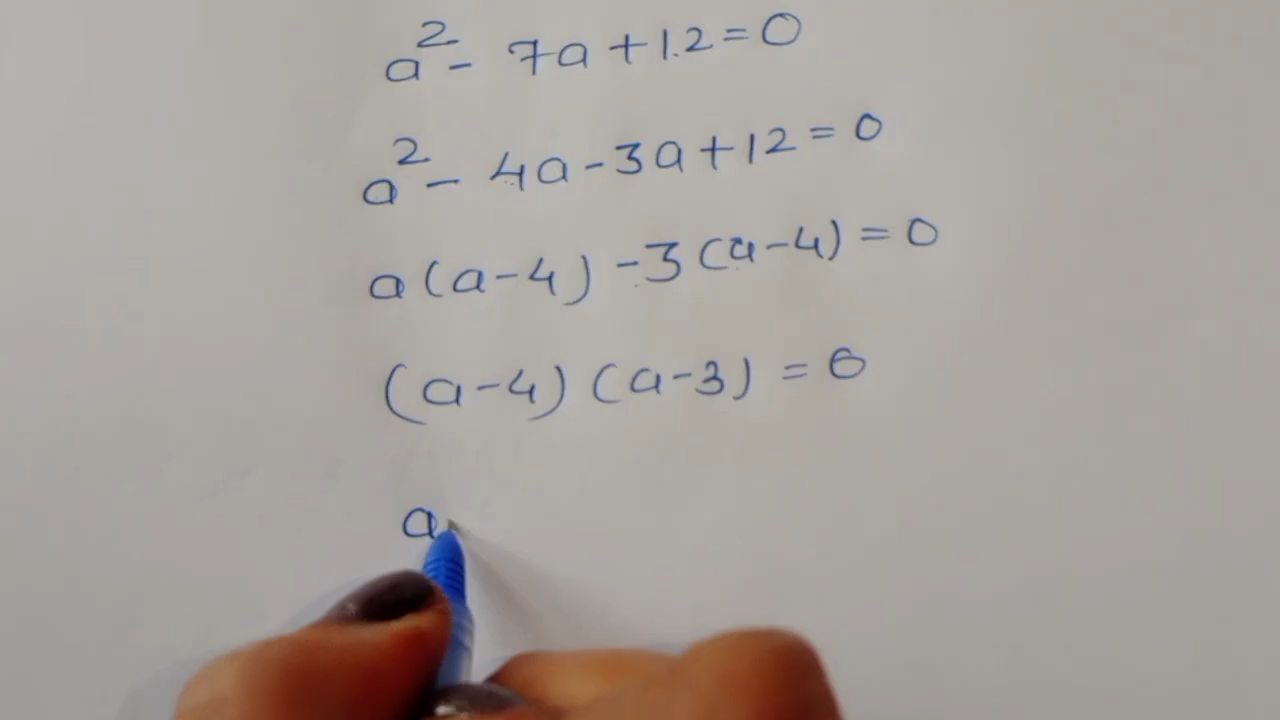 a² - 7a + 12 = 0
a² - 4a - 3a + 12 = 0
a(a - 4) - 3(a - 4) = 0
(a - 4)(a - 3) = 0
a